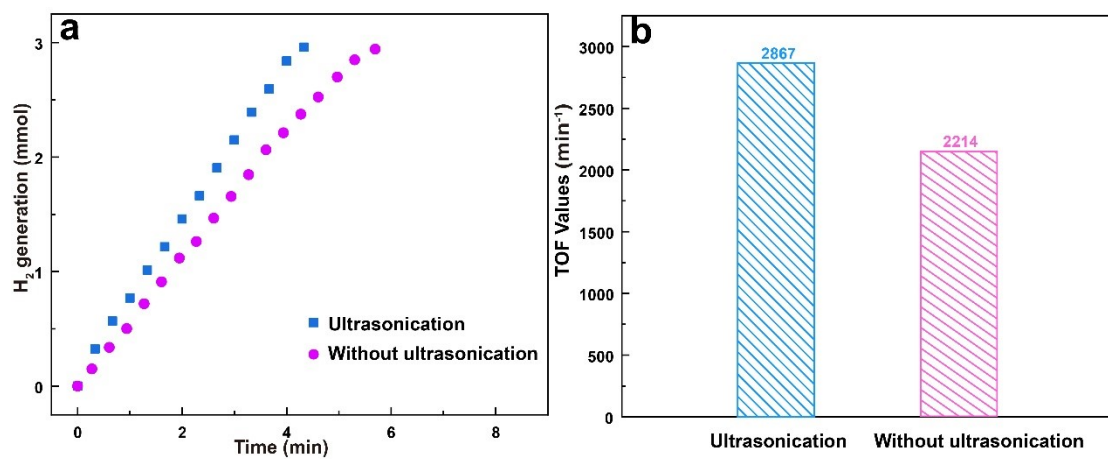 a
3
2
1
0
H₂ generation (mmol)
Ultrasonication
Without ultrasonication
0 2 4 6 8
Time (min)
b
3000
2500
2000
1500
1000
500
0
TOF Values (min⁻¹)
2867
2214
Ultrasonication Without ultrasonication